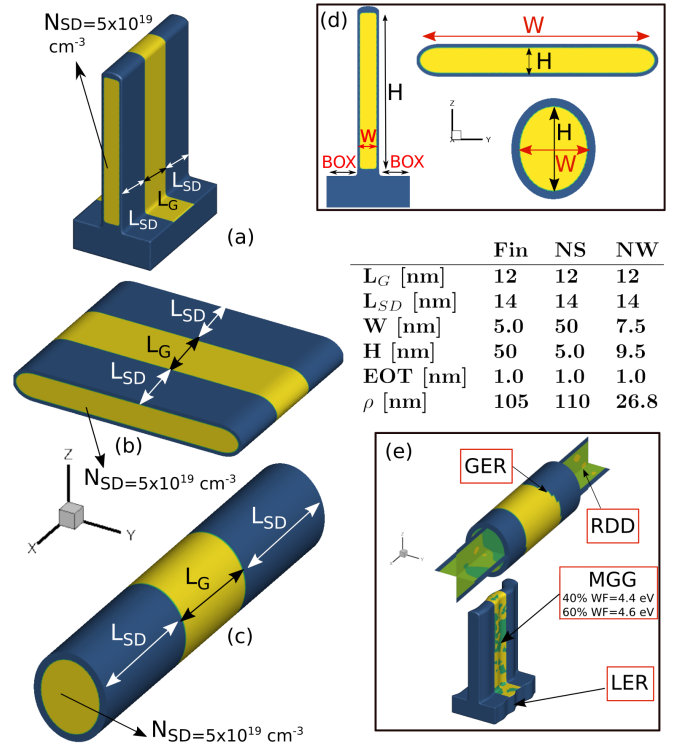 N_SD=5x10^19
cm^-3
L_SD
L_G
L_SD
(a)
L_SD
L_G
L_SD
(b)
N_SD=5x10^19 cm^-3
Z
X
Y
L_SD
L_G
L_SD
(c)
N_SD=5x10^19 cm^-3
(d)
W
H
H
W
BOX
BOX
Z
X
Y
H
W
Fin NS NW
L_G [nm] 12 12 12
L_SD [nm] 14 14 14
W [nm] 5.0 50 7.5
H [nm] 50 5.0 9.5
EOT [nm] 1.0 1.0 1.0
ρ [nm] 105 110 26.8
(e)
GER
RDD
MGG
40% WF=4.4 eV
60% WF=4.6 eV
LER